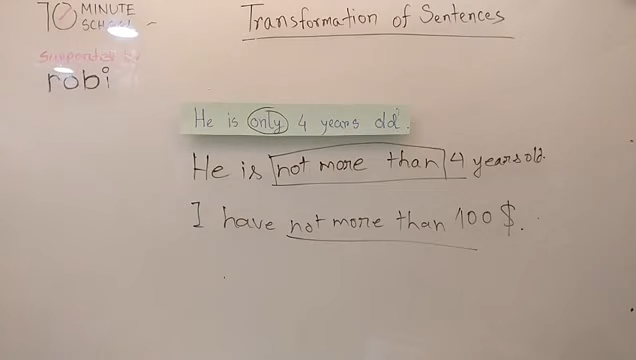 10 MINUTE
SCHOOL
Transformation of Sentences
robi
He is only 4 years old.
He is not more than 4 years old.
I have not more than 100 $.